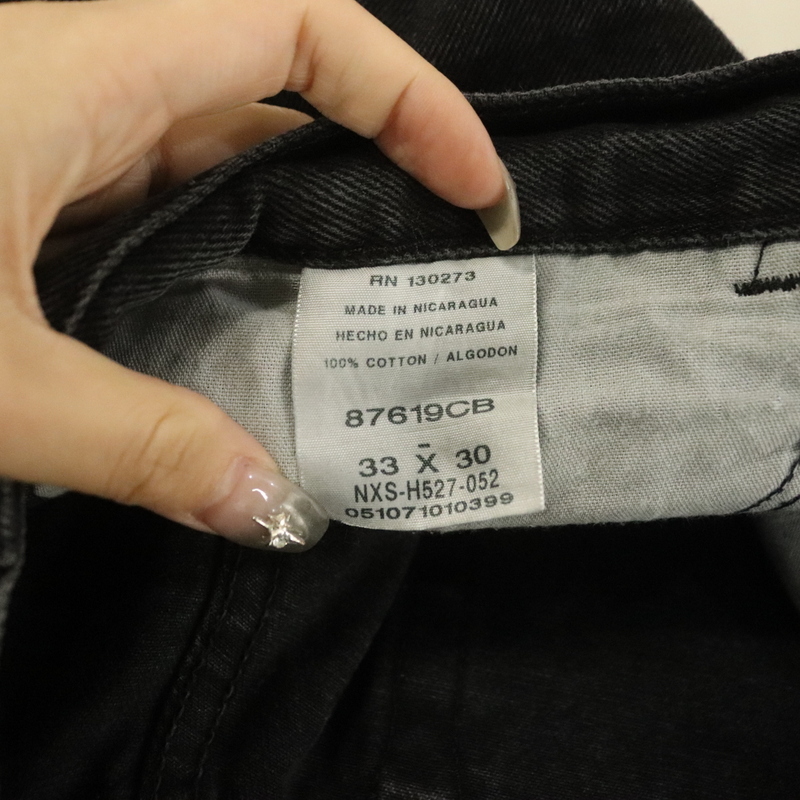 RN 130273
MADE IN NICARAGUA
HECHO EN NICARAGUA
100% COTTON / ALGODON
87619CB
-
33 X 30
NXS-H527-052
051071010399